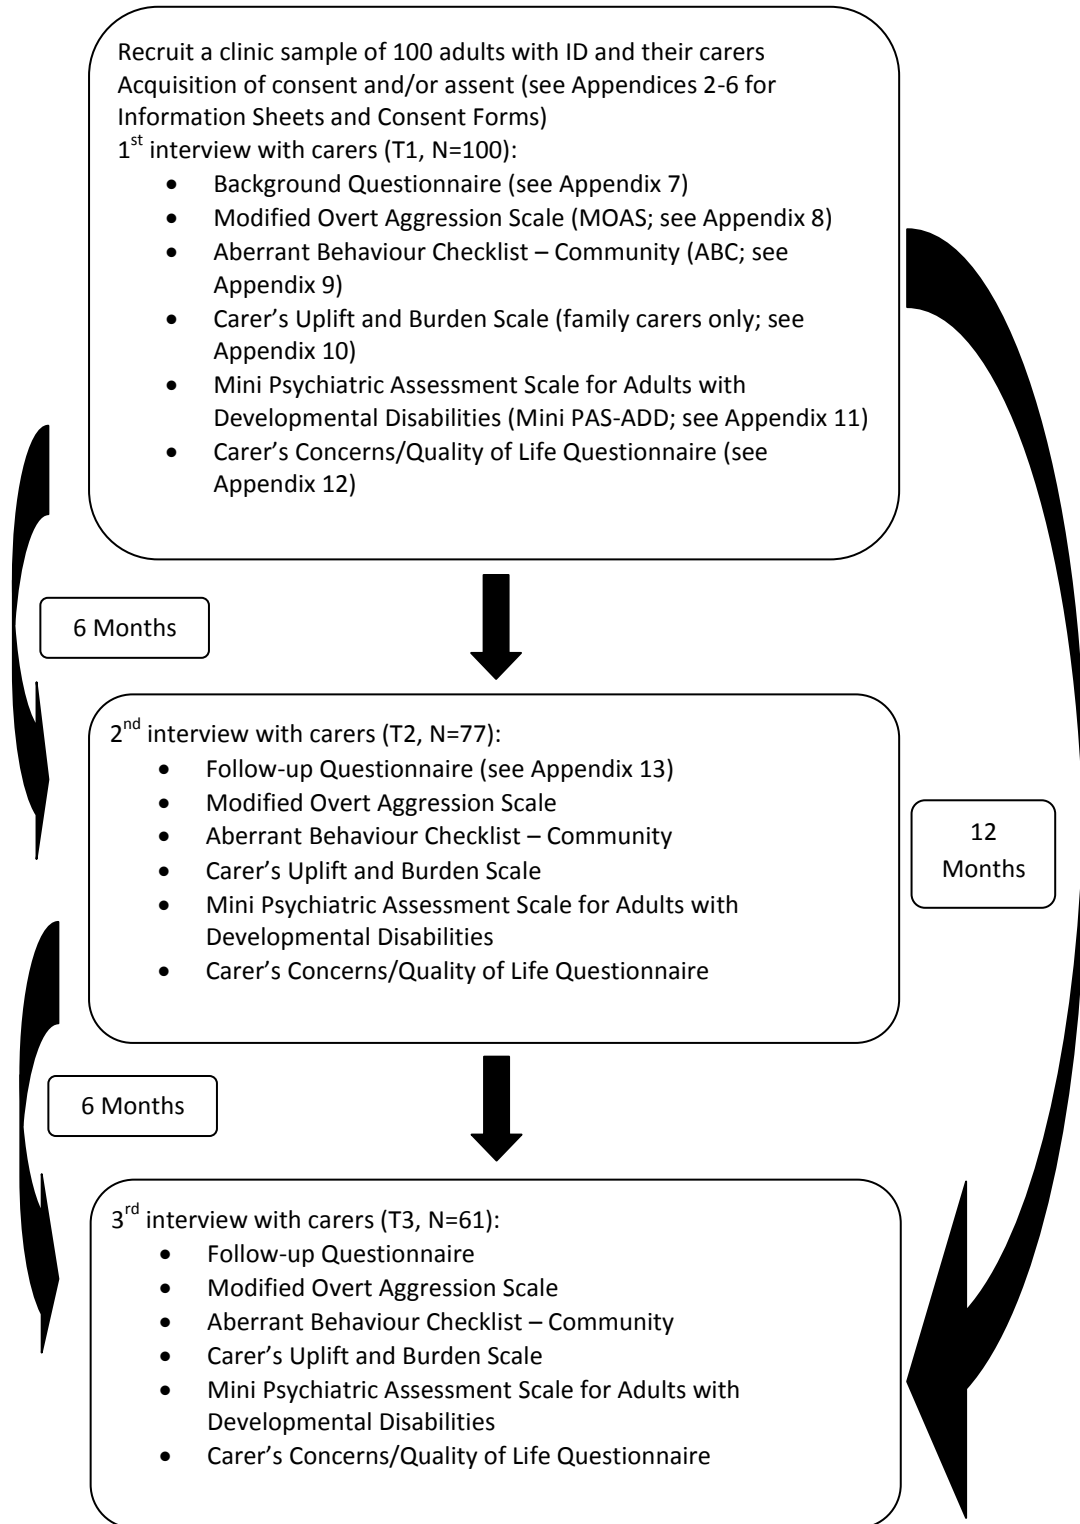 Recruit a clinic sample of 100 adults with ID and their carers
Acquisition of consent and/or assent (see Appendices 2-6 for
Information Sheets and Consent Forms)
1st interview with carers (T1, N=100):
• Background Questionnaire (see Appendix 7)
• Modified Overt Aggression Scale (MOAS; see Appendix 8)
• Aberrant Behaviour Checklist – Community (ABC; see
Appendix 9)
• Carer’s Uplift and Burden Scale (family carers only; see
Appendix 10)
• Mini Psychiatric Assessment Scale for Adults with
Developmental Disabilities (Mini PAS-ADD; see Appendix 11)
• Carer’s Concerns/Quality of Life Questionnaire (see
Appendix 12)
6 Months
2nd interview with carers (T2, N=77):
• Follow-up Questionnaire (see Appendix 13)
• Modified Overt Aggression Scale
• Aberrant Behaviour Checklist – Community
• Carer’s Uplift and Burden Scale
• Mini Psychiatric Assessment Scale for Adults with
Developmental Disabilities
• Carer’s Concerns/Quality of Life Questionnaire
12
Months
6 Months
3rd interview with carers (T3, N=61):
• Follow-up Questionnaire
• Modified Overt Aggression Scale
• Aberrant Behaviour Checklist – Community
• Carer’s Uplift and Burden Scale
• Mini Psychiatric Assessment Scale for Adults with
Developmental Disabilities
• Carer’s Concerns/Quality of Life Questionnaire